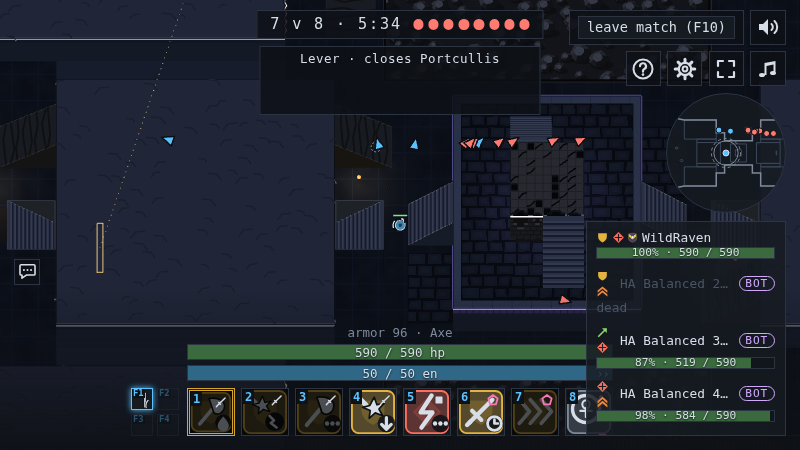 7 v 8 · 5:34
leave match (F10)
Lever · closes Portcullis
WildRaven
100% · 590 / 590
HA Balanced 2… BOT
dead
HA Balanced 3… BOT
87% · 519 / 590
HA Balanced 4… BOT
98% · 584 / 590
armor 96 · Axe
590 / 590 hp
50 / 50 en
F1 F2
F3 F4
1 2 3 4 5 6 7 8